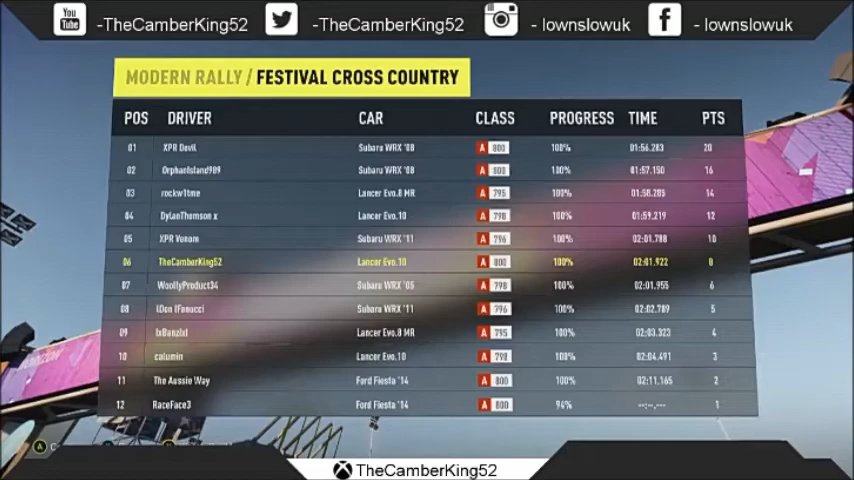 You Tube -TheCamberKing52 -TheCamberKing52 - lownslowuk - lownslowuk
MODERN RALLY / FESTIVAL CROSS COUNTRY
POS DRIVER CAR CLASS PROGRESS TIME PTS
01 XPR Devil Subaru WRX '08 A 800 100% 01:56.283 20
02 OrphanIsland989 Subaru WRX '08 A 800 100% 01:57.150 16
03 rockw1tme Lancer Evo.8 MR A 795 100% 01:58.205 14
04 DylanThomson x Lancer Evo.10 A 798 100% 01:59.219 12
05 XPR Venom Subaru WRX '11 A 796 100% 02:01.788 10
06 TheCamberKing52 Lancer Evo.10 A 800 100% 02:01.922 8
07 WoollyProduct34 Subaru WRX '05 A 798 100% 02:01.955 6
08 Subaru WRX '11 A 796 100% 02:02.789 5
09 Lancer Evo.8 MR A 795 100% 02:03.323 4
10 calumin Lancer Evo.10 A 798 100% 02:04.491 3
11 The Aussie Way Ford Fiesta '14 A 800 100% 02:11.165 2
12 RaceFace3 Ford Fiesta '14 A 800 94% --:--.--- 1
A
TheCamberKing52